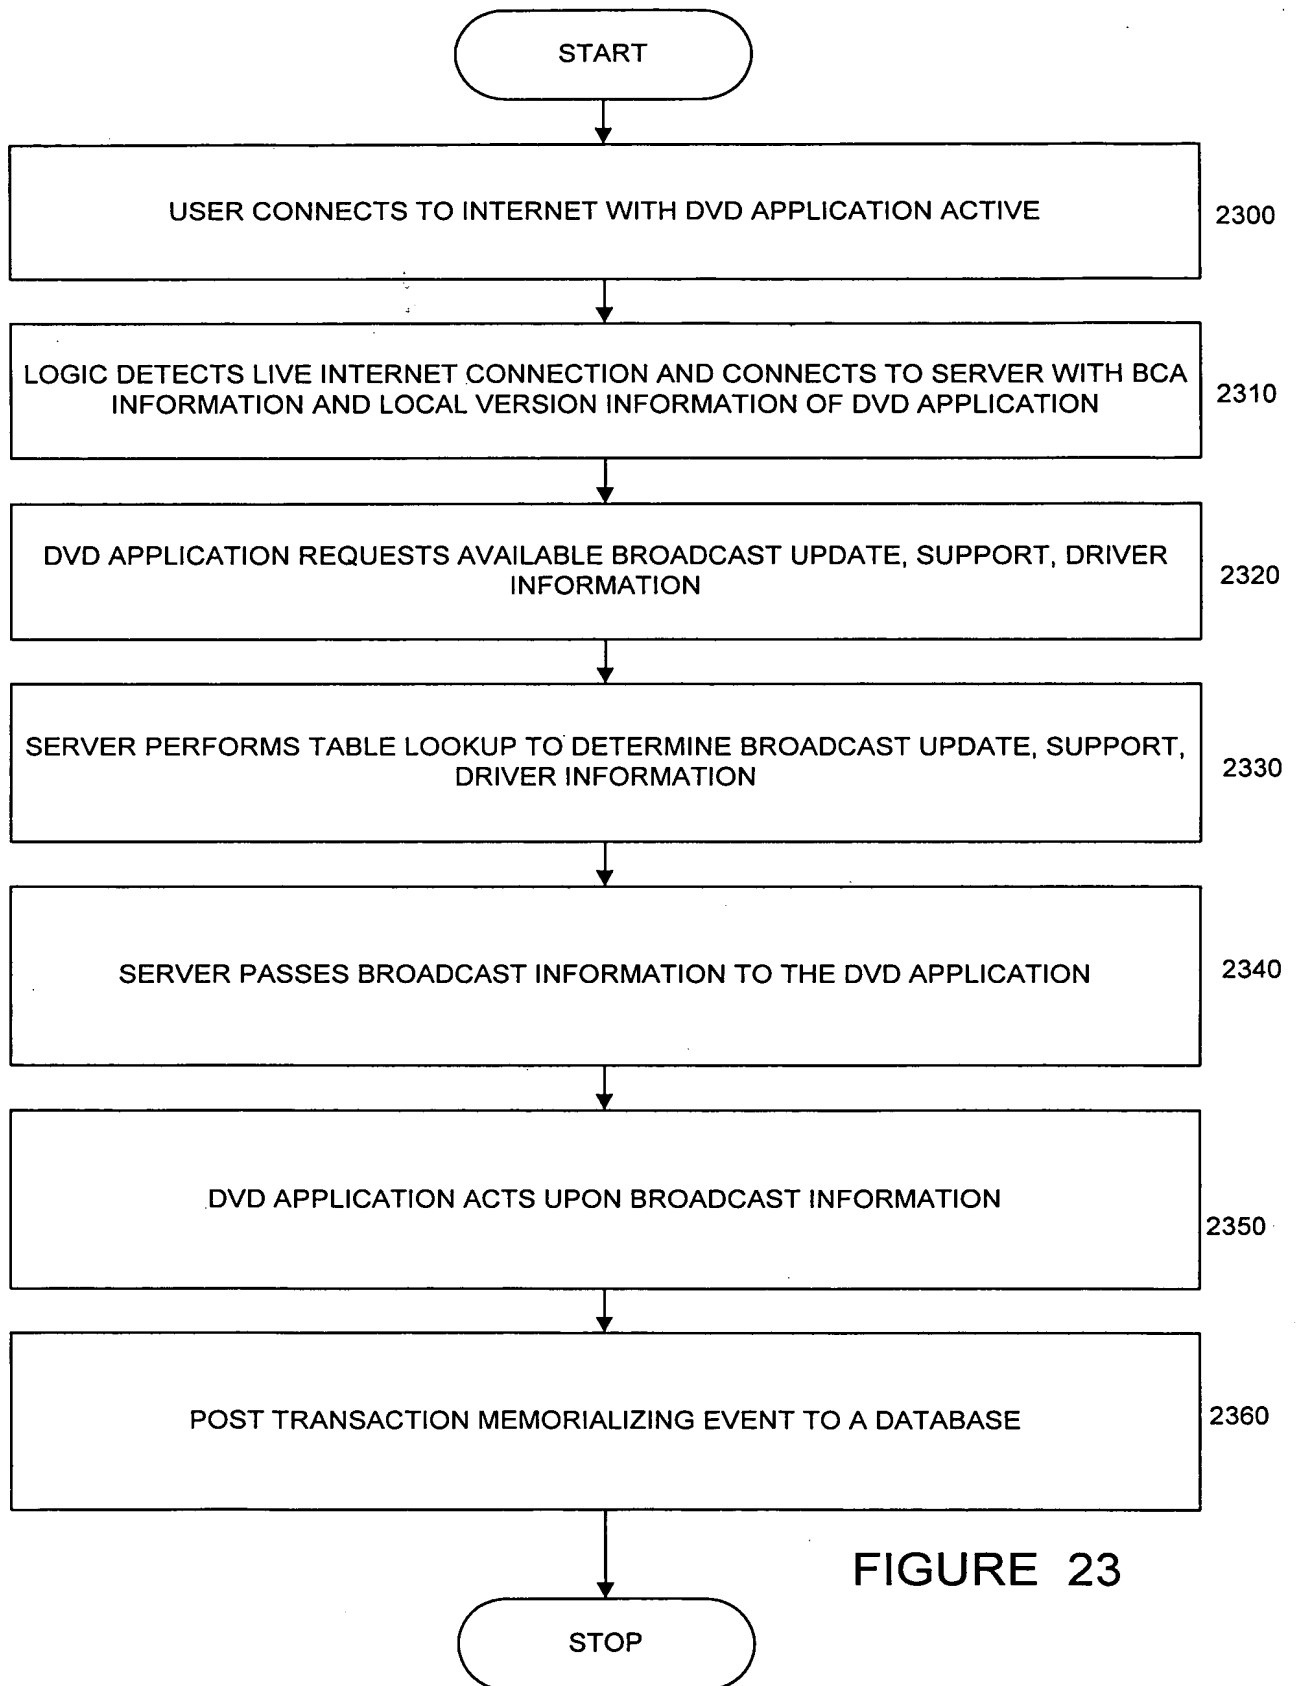 START
USER CONNECTS TO INTERNET WITH DVD APPLICATION ACTIVE
2300
LOGIC DETECTS LIVE INTERNET CONNECTION AND CONNECTS TO SERVER WITH BCA
INFORMATION AND LOCAL VERSION INFORMATION OF DVD APPLICATION
2310
DVD APPLICATION REQUESTS AVAILABLE BROADCAST UPDATE, SUPPORT, DRIVER
INFORMATION
2320
SERVER PERFORMS TABLE LOOKUP TO DETERMINE BROADCAST UPDATE, SUPPORT,
DRIVER INFORMATION
2330
SERVER PASSES BROADCAST INFORMATION TO THE DVD APPLICATION
2340
DVD APPLICATION ACTS UPON BROADCAST INFORMATION
2350
POST TRANSACTION MEMORIALIZING EVENT TO A DATABASE
2360
FIGURE 23
STOP